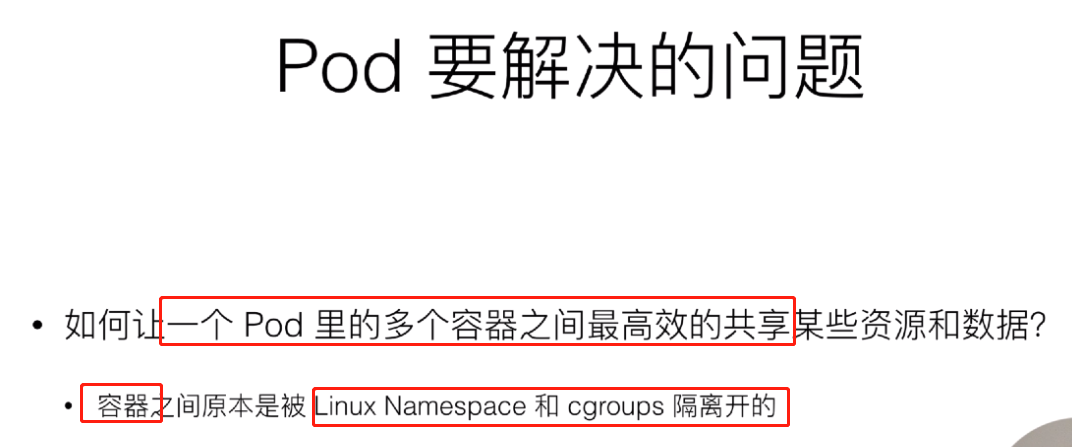 Pod 要解决的问题
• 如何让一个 Pod 里的多个容器之间最高效的共享某些资源和数据?
• 容器之间原本是被 Linux Namespace 和 cgroups 隔离开的